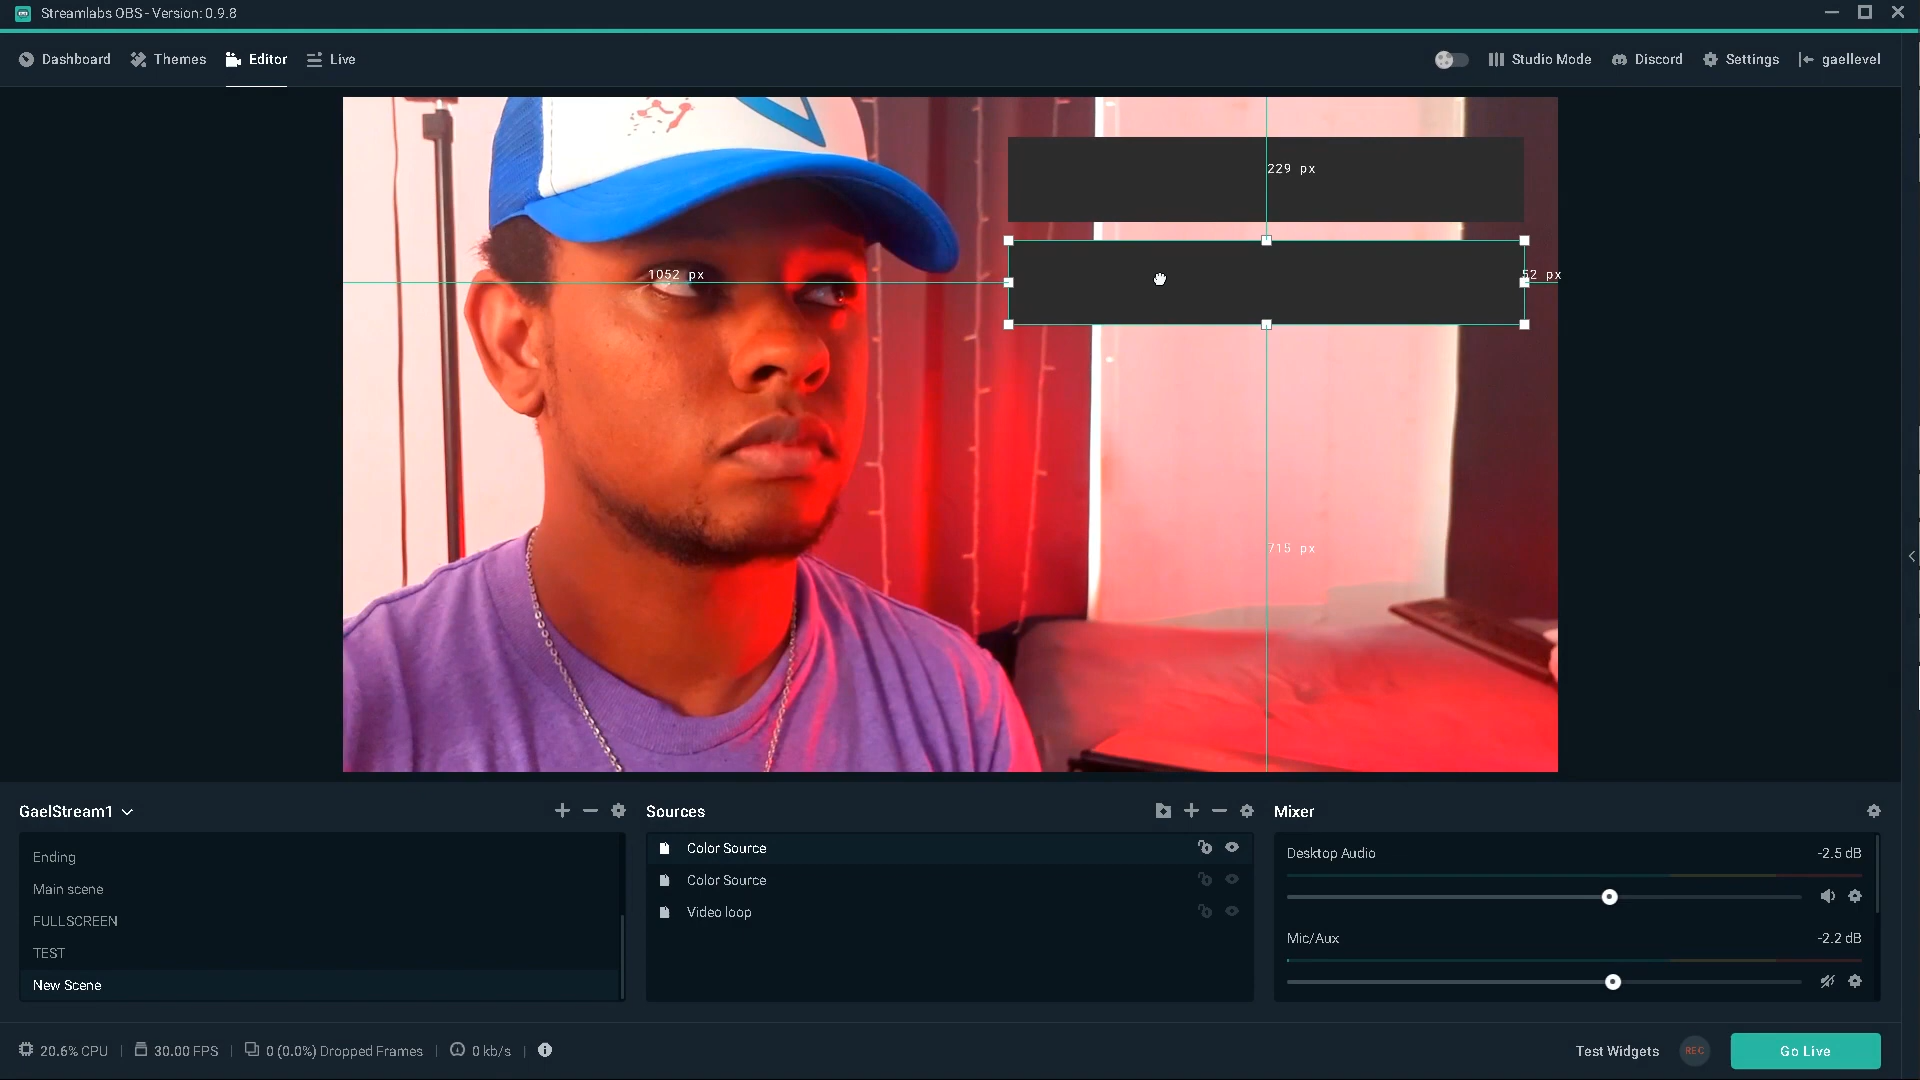 Streamlabs OBS - Version: 0.9.8
Dashboard Themes Editor Live Studio Mode Discord Settings gaellevel
229 px
1052 px 52 px
715 px
GaelStream1
Ending
Main scene
FULLSCREEN
TEST
New Scene
Sources
Color Source
Color Source
Video loop
Mixer
Desktop Audio -2.5 dB
Mic/Aux -2.2 dB
20.6% CPU 30.00 FPS 0 (0.0%) Dropped Frames 0 kb/s Test Widgets REC Go Live